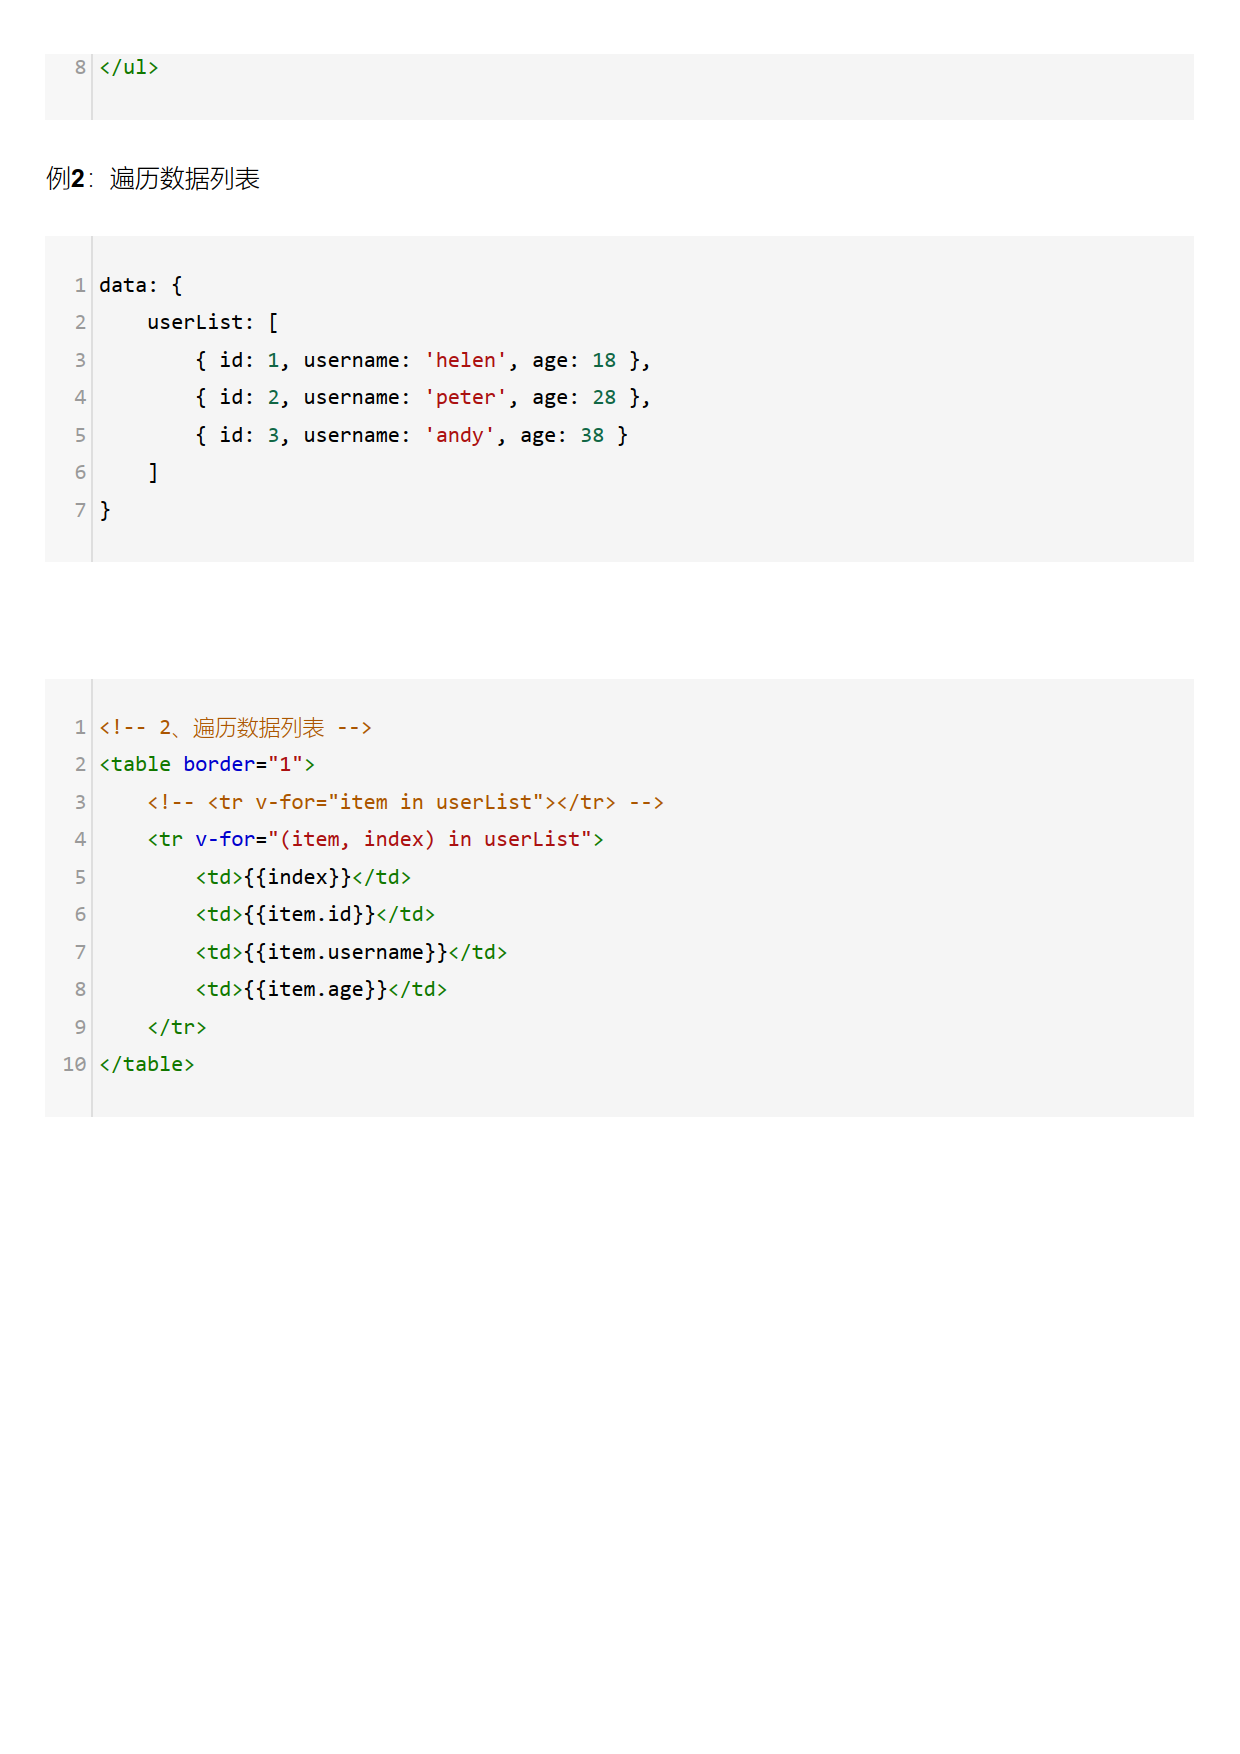 8 </ul>
例2：遍历数据列表
1 data: {
2     userList: [
3         { id: 1, username: 'helen', age: 18 },
4         { id: 2, username: 'peter', age: 28 },
5         { id: 3, username: 'andy', age: 38 }
6     ]
7 }
1 <!-- 2、遍历数据列表 -->
2 <table border="1">
3     <!-- <tr v-for="item in userList"></tr> -->
4     <tr v-for="(item, index) in userList">
5         <td>{{index}}</td>
6         <td>{{item.id}}</td>
7         <td>{{item.username}}</td>
8         <td>{{item.age}}</td>
9     </tr>
10 </table>